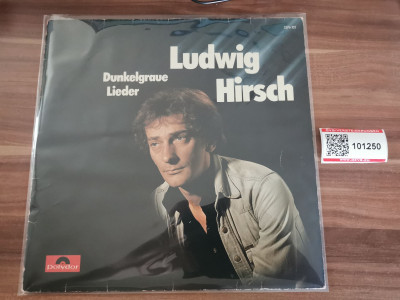 Ludwig
Hirsch
Dunkelgraue
Lieder
Polydor
101250